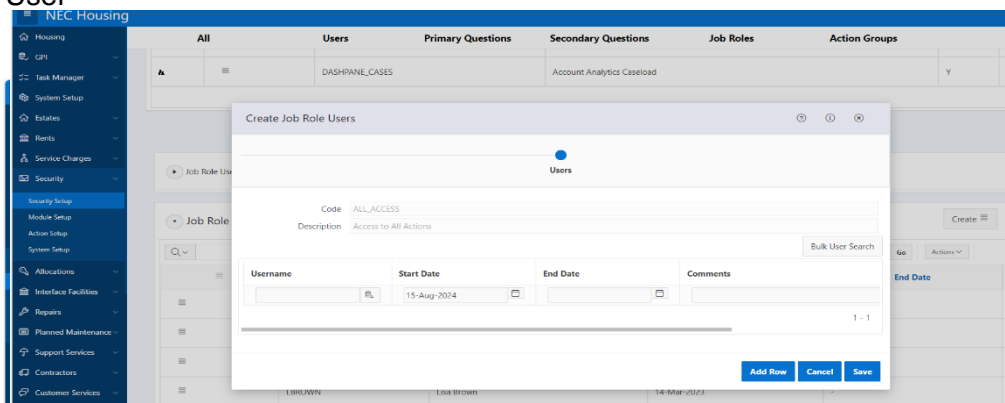 User
NEC Housing
Housing
All Users Primary Questions Secondary Questions Job Roles Action Groups
GPI
DASHPANE_CASES Account Analytics Caseload Y
Task Manager
System Setup
Estates
Create Job Role Users
Rents
Service Charges
Job Role Use
Users
Security
Security Setup
Code ALL_ACCESS
Module Setup
Job Role
Create
Action Setup
Description Access to All Actions
System Setup
Bulk User Search
Go Actions
Allocations
Username Start Date End Date Comments
End Date
Interface Facilities
15-Aug-2024
Repairs
1 - 1
Planned Maintenance
Support Services
Contractors
Add Row Cancel Save
Customer Services
LBROWN Lisa Brown 14-Mar-2023 -